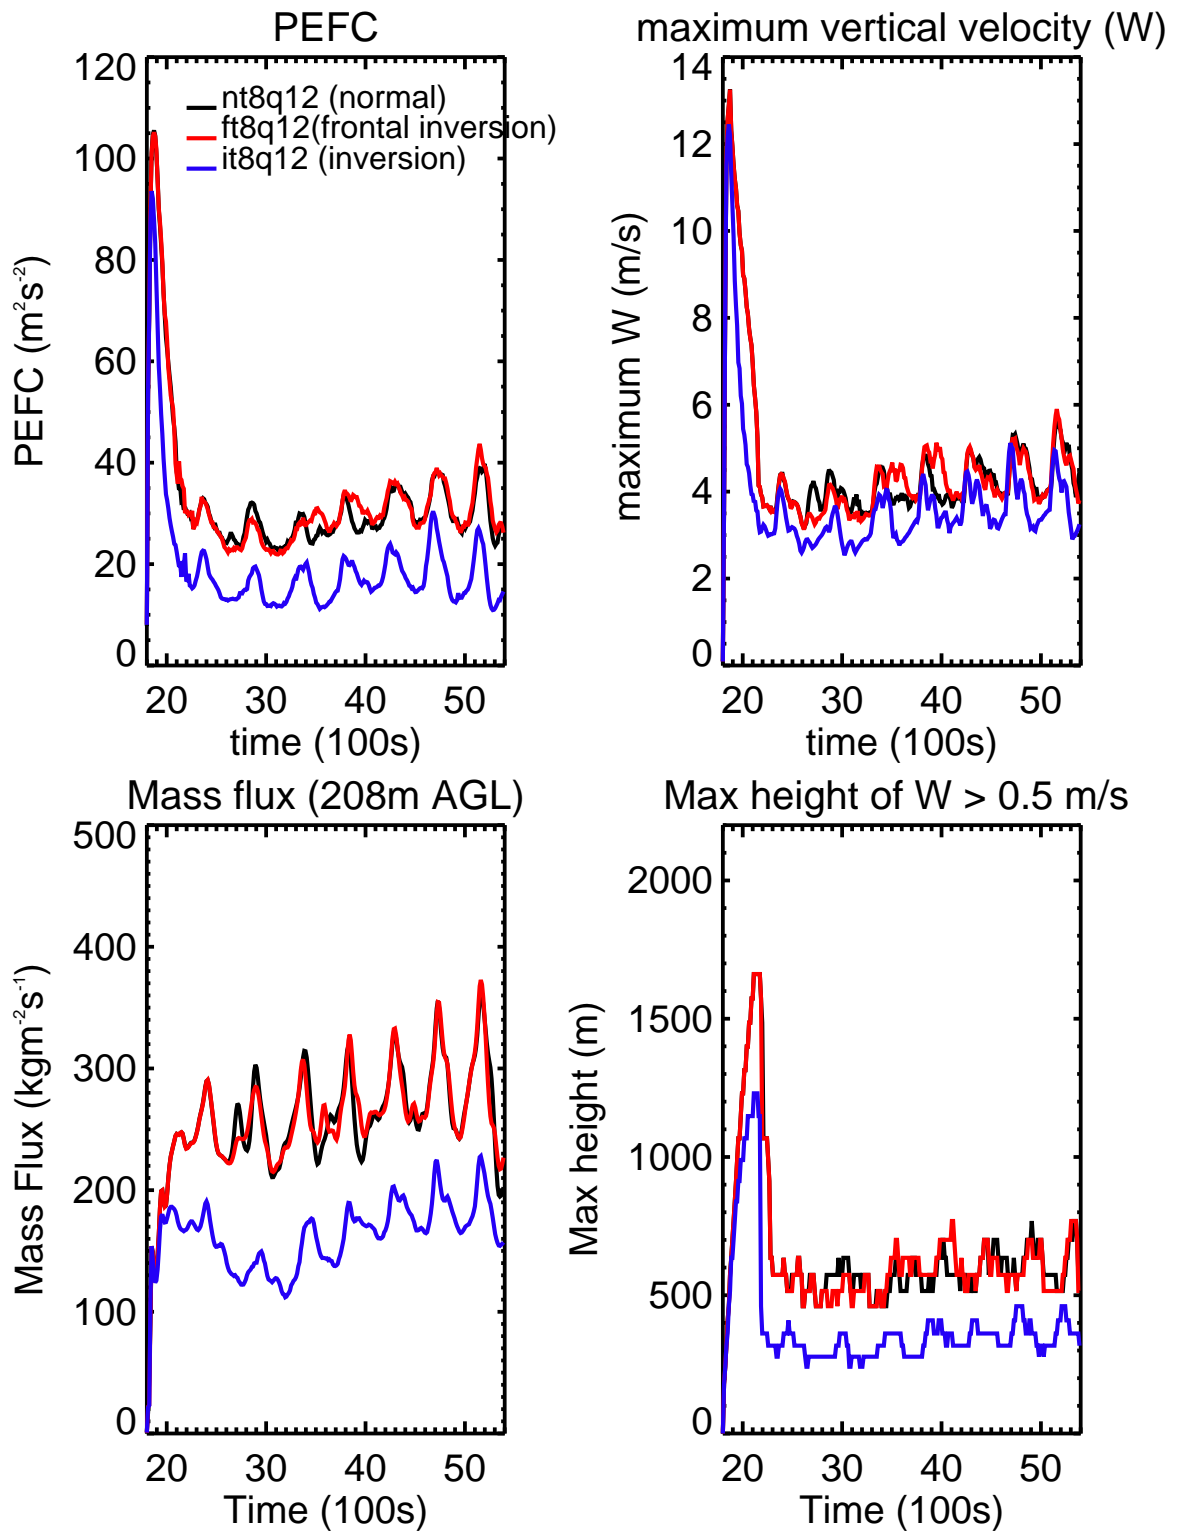 PEFC
120
100
80
60
40
20
0
PEFC (m²s⁻²)
nt8q12 (normal)
ft8q12(frontal inversion)
it8q12 (inversion)
20 30 40 50
time (100s)
maximum vertical velocity (W)
14
12
10
8
6
4
2
0
maximum W (m/s)
20 30 40 50
time (100s)
Mass flux (208m AGL)
500
400
300
200
100
0
Mass Flux (kgm⁻²s⁻¹)
20 30 40 50
Time (100s)
Max height of W > 0.5 m/s
2000
1500
1000
500
0
Max height (m)
20 30 40 50
Time (100s)